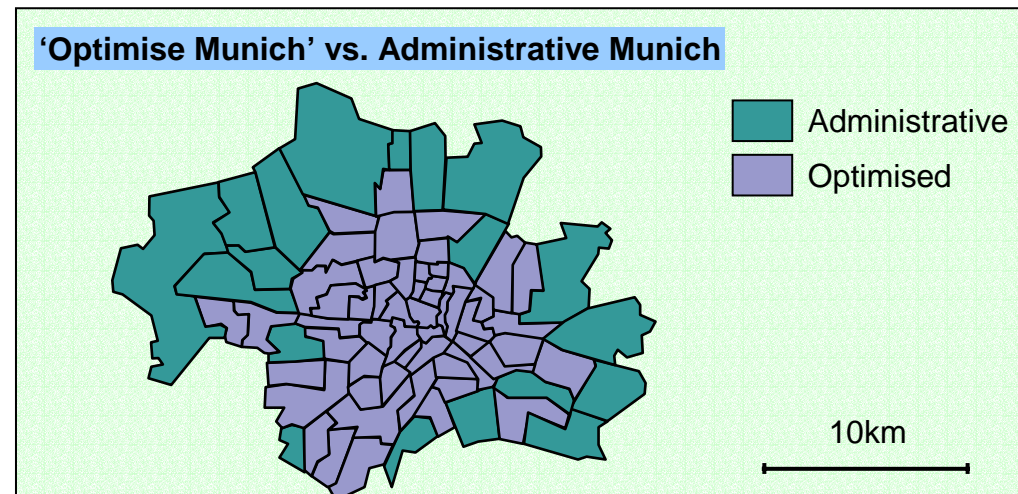 ‘Optimise Munich’ vs. Administrative Munich
Administrative
Optimised
10km